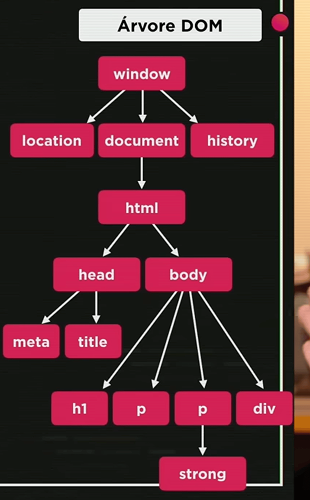 Árvore DOM
window
location document history
html
head body
meta title
h1 p p div
strong